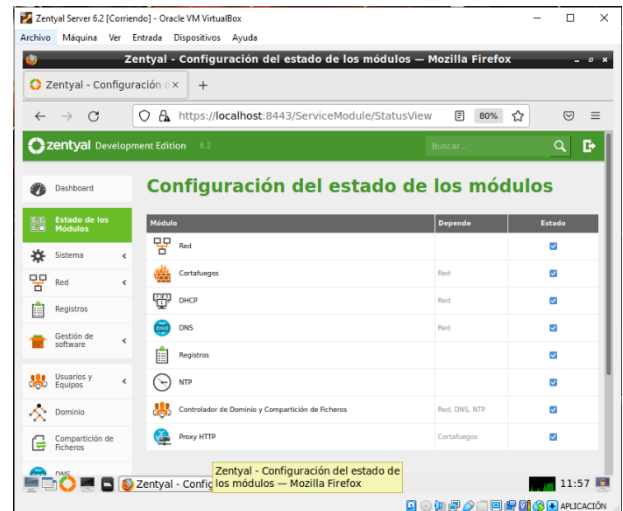 Zentyal Server 6.2 [Corriendo] - Oracle VM VirtualBox
Archivo Máquina Ver Entrada Dispositivos Ayuda
Zentyal - Configuración del estado de los módulos — Mozilla Firefox
Zentyal - Configuración d
https://localhost:8443/ServiceModule/StatusView 80%
zentyal Development Edition 6.2 Buscar...
Configuración del estado de los módulos
Dashboard
Estado de los
Módulos
Sistema
Red
Registros
Gestión de
software
Usuarios y
Equipos
Dominio
Compartición de
Ficheros
DNS
Módulo Depende Estado
Red
Cortafuegos Red
DHCP Red
DNS DNS Red
Registros
NTP
Controlador de Dominio y Compartición de Ficheros Red, DNS, NTP
Proxy HTTP Cortafuegos
Zentyal - Configuración del estado de
los módulos — Mozilla Firefox
Zentyal - Config
11:57
APLICACIÓN